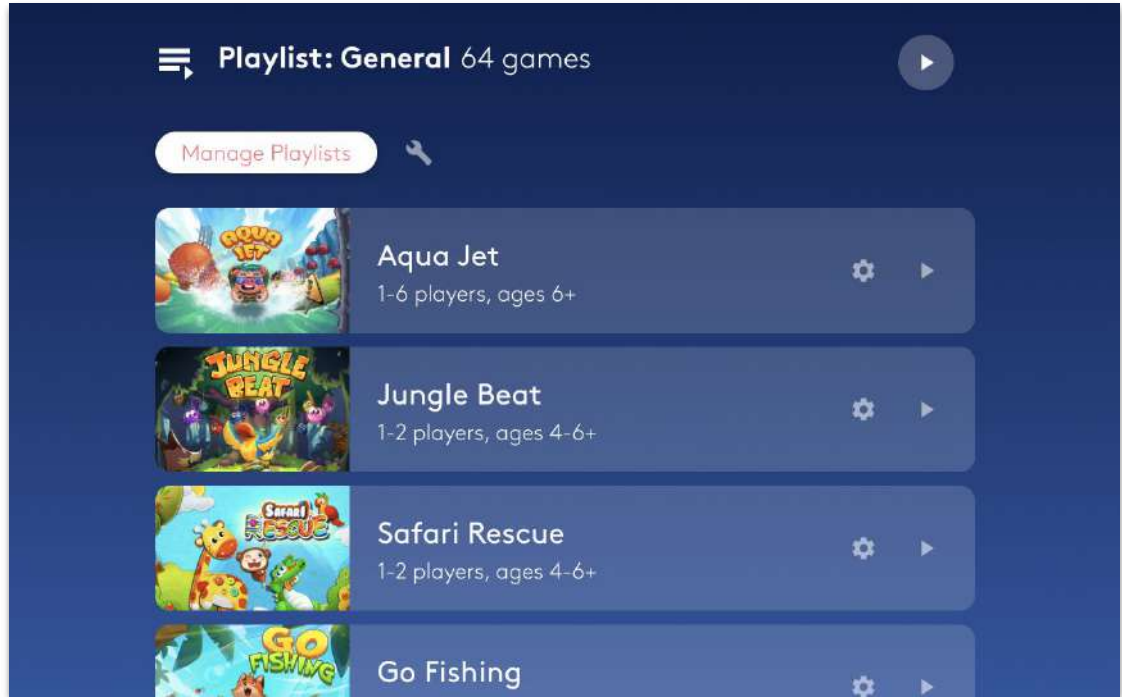 Playlist: General 64 games
Manage Playlists
AQUA
JET
Aqua Jet
1-6 players, ages 6+
JUNGLE
BEAT
Jungle Beat
1-2 players, ages 4-6+
SAFARI
RESCUE
Safari Rescue
1-2 players, ages 4-6+
GO
FISHING
Go Fishing